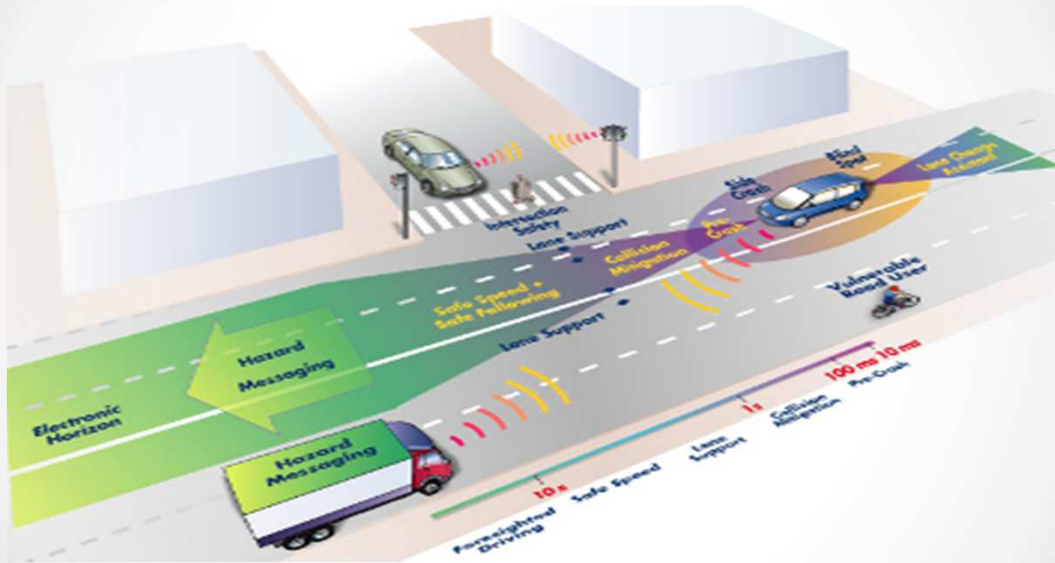 Blind
Spot
Lane Change
Assistant
Side
Crash
Pre-
Crash
Intersection
Safety
Lane Support
Collision
Mitigation
Vulnerable
Road User
Safe Speed +
Safe Following
Lane Support
Hazard
Messaging
Electronic
Horizon
Hazard
Messaging
10 s
1 s
100 ms 10 ms
Foresighted
Driving
Safe Speed
Lane
Support
Collision
Mitigation
Pre-Crash